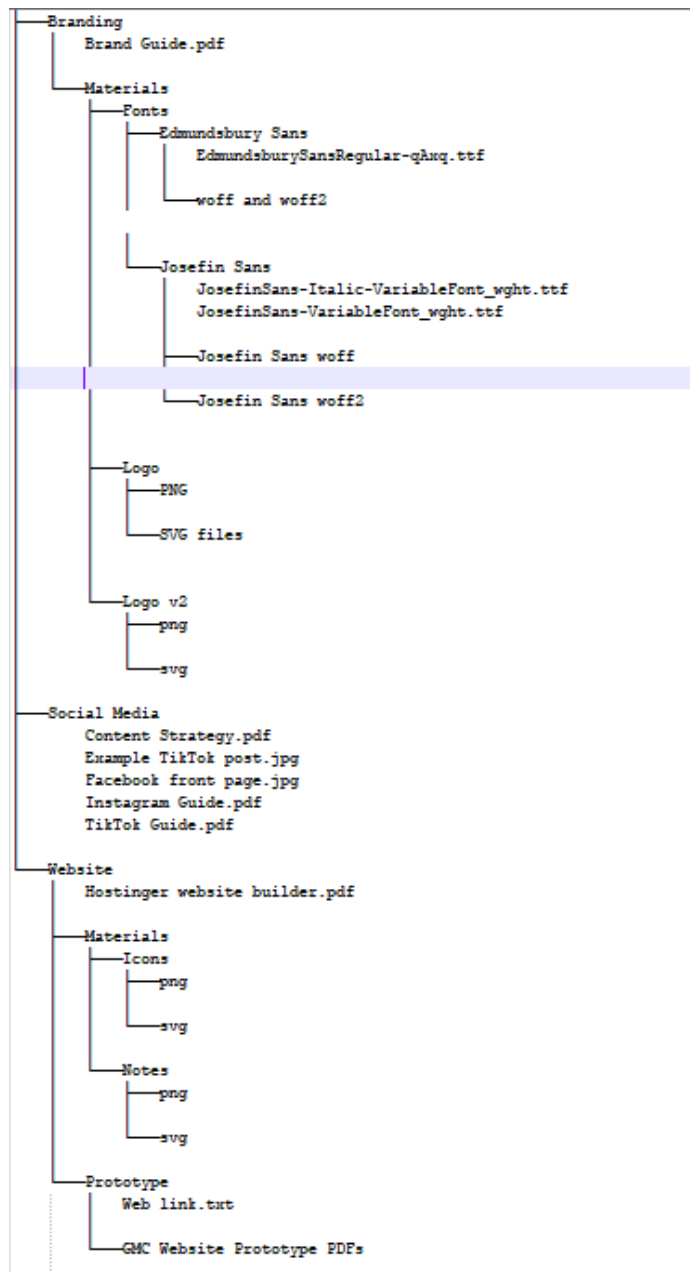 Branding
Brand Guide.pdf
Materials
Fonts
Edmundsbury Sans
EdmundsburySansRegular-qAxq.ttf
woff and woff2
Josefin Sans
JosefinSans-Italic-VariableFont_wght.ttf
JosefinSans-VariableFont_wght.ttf
Josefin Sans woff
Josefin Sans woff2
Logo
PNG
SVG files
Logo v2
png
svg
Social Media
Content Strategy.pdf
Example TikTok post.jpg
Facebook front page.jpg
Instagram Guide.pdf
TikTok Guide.pdf
Website
Hostinger website builder.pdf
Materials
Icons
png
svg
Notes
png
svg
Prototype
Web link.txt
GMC Website Prototype PDFs